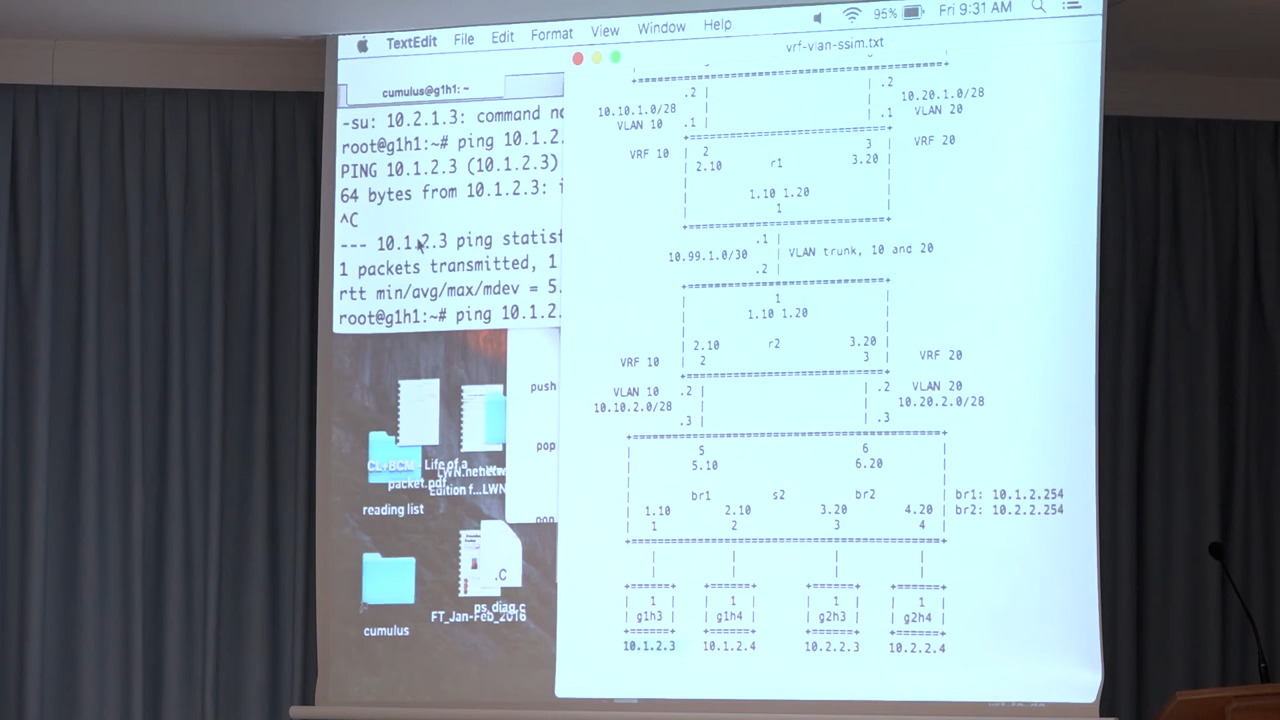 TextEdit File Edit Format View Window Help 95% Fri 9:31 AM
vrf-vlan-ssim.txt
cumulus@g1h1: ~
-su: 10.2.1.3: command no
root@g1h1:~# ping 10.1.2.
PING 10.1.2.3 (10.1.2.3)
64 bytes from 10.1.2.3: i
^C
--- 10.1.2.3 ping statist
1 packets transmitted, 1
rtt min/avg/max/mdev = 5.
root@g1h1:~# ping 10.1.2.
push
pop
CL+BCM - Life of a
packet.pdf
LWN.net
Edition f...LWN
reading list
.C
ps_diag.c
FT_Jan-Feb_2016
cumulus
.2 | | .2
10.10.1.0/28 | | 10.20.1.0/28
VLAN 10 .1 | | .1 VLAN 20
+=====================+
VRF 10 | 2 3 | VRF 20
| 2.10 r1 3.20 |
| 1.10 1.20 |
| 1 |
+=====================+
.1 |
10.99.1.0/30 | VLAN trunk, 10 and 20
.2 |
+=====================+
| 1 |
| 1.10 1.20 |
| 2.10 r2 3.20 |
VRF 10 | 2 3 | VRF 20
+=====================+
VLAN 10 .2 | | .2 VLAN 20
10.10.2.0/28 | | 10.20.2.0/28
.3 | | .3
+=================================+
| 5 6 |
| 5.10 6.20 |
| br1 s2 br2 | br1: 10.1.2.254
| 1.10 2.10 3.20 4.20 | br2: 10.2.2.254
| 1 2 3 4 |
+=================================+
| | | |
+======+ +======+ +======+ +======+
| 1 | | 1 | | 1 | | 1 |
| g1h3 | | g1h4 | | g2h3 | | g2h4 |
+======+ +======+ +======+ +======+
10.1.2.3 10.1.2.4 10.2.2.3 10.2.2.4